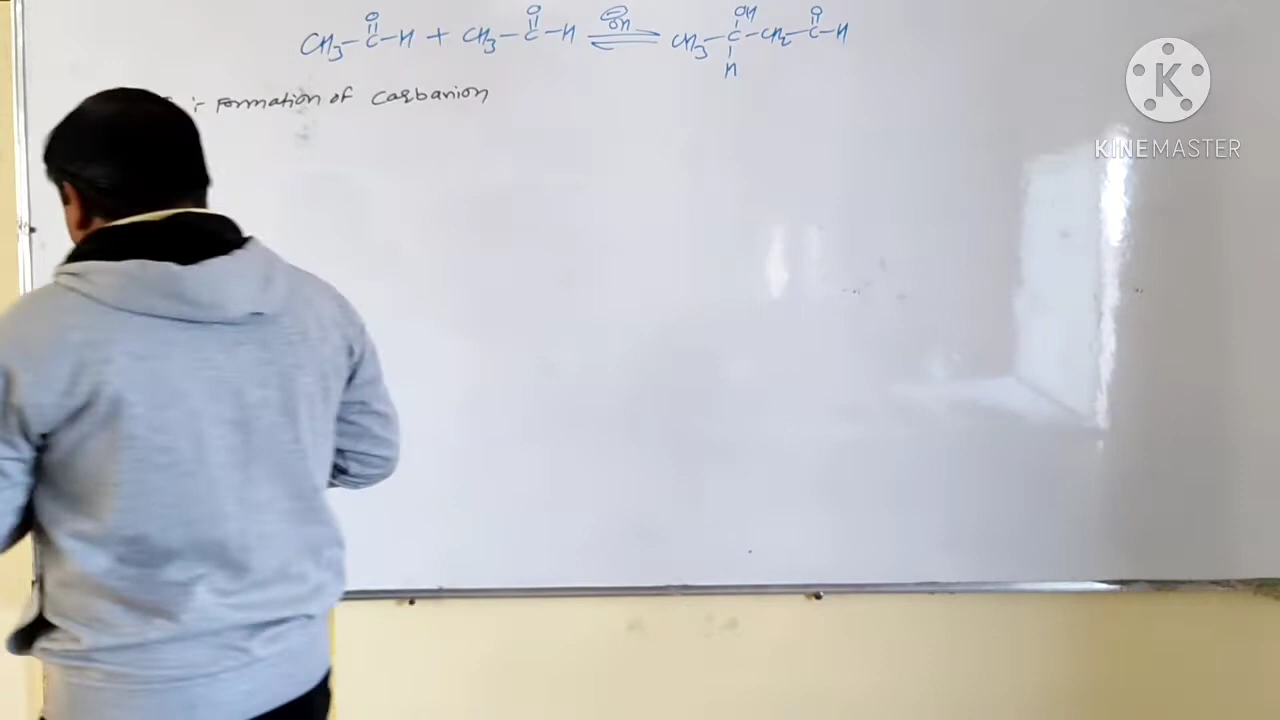 CH3-C(=O)-H + CH3-C(=O)-H ⇌ (⊖OH) CH3-C(OH)(H)-CH2-C(=O)-H
:- Formation of Carbanion
K
KINEMASTER